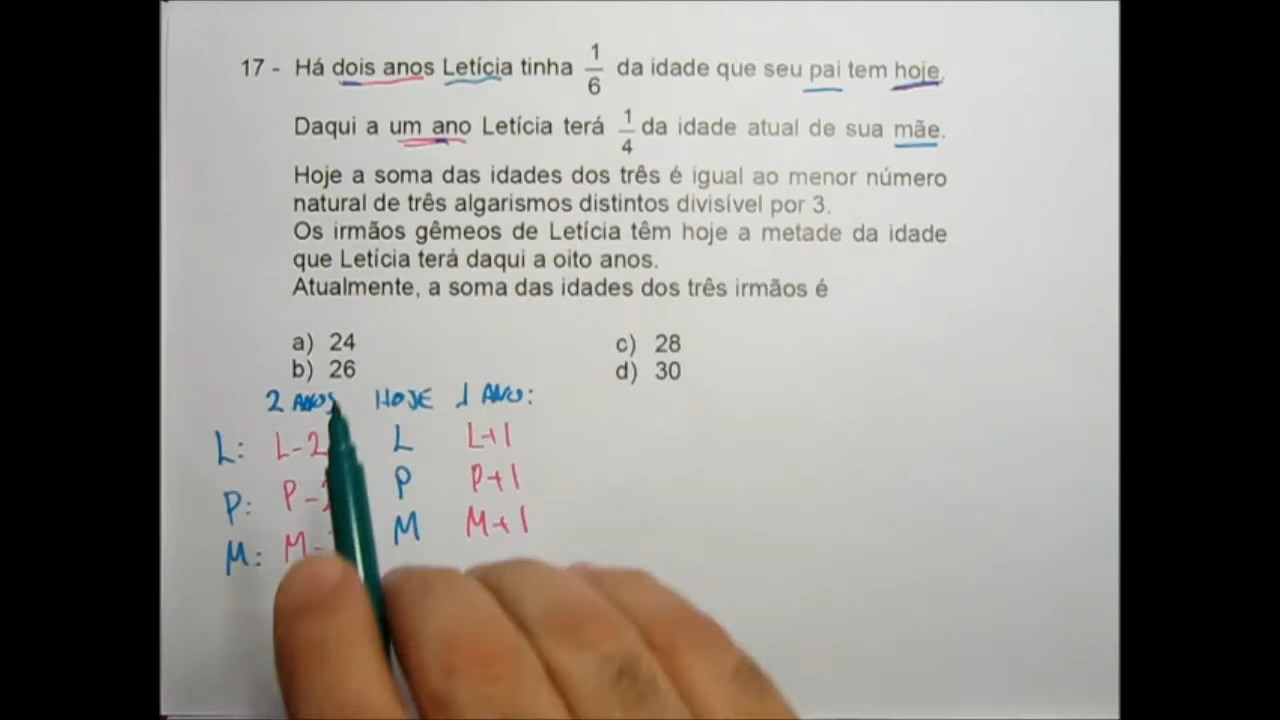 17 - Há dois anos Letícia tinha 1/6 da idade que seu pai tem hoje.
Daqui a um ano Letícia terá 1/4 da idade atual de sua mãe.
Hoje a soma das idades dos três é igual ao menor número
natural de três algarismos distintos divisível por 3.
Os irmãos gêmeos de Letícia têm hoje a metade da idade
que Letícia terá daqui a oito anos.
Atualmente, a soma das idades dos três irmãos é
a) 24 c) 28
b) 26 d) 30
2 ANOS HOJE 1 ANO:
L: L-2 L L+1
P: P- P P+1
M: M- M M+1